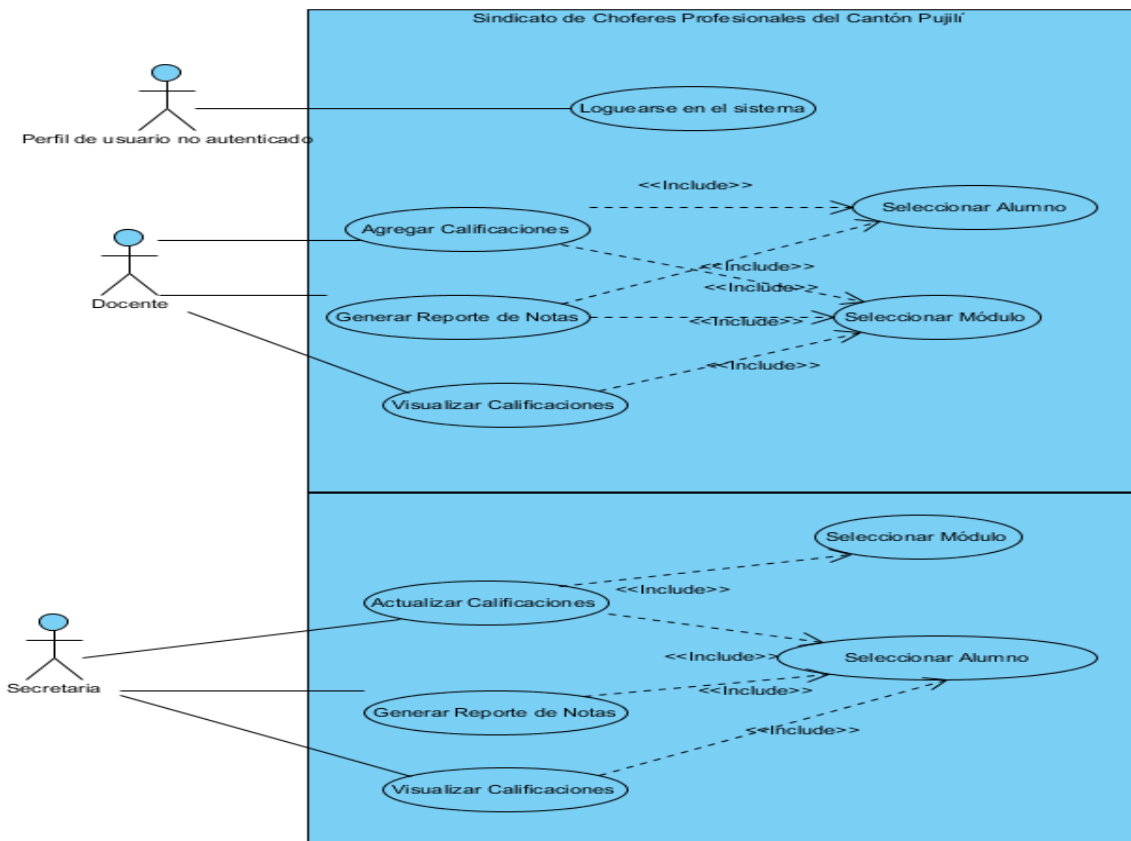 Sindicato de Choferes Profesionales del Cantón Pujilí
Loguearse en el sistema
Perfil de usuario no autenticado
<<Include>>
Seleccionar Alumno
Agregar Calificaciones
<<Include>>
<<Include>>
Docente
Generar Reporte de Notas
<<Include>>
Seleccionar Módulo
<<Include>>
Visualizar Calificaciones
Seleccionar Módulo
<<Include>>
Actualizar Calificaciones
<<Include>>
Seleccionar Alumno
Secretaria
<<Include>>
Generar Reporte de Notas
<<Include>>
Visualizar Calificaciones